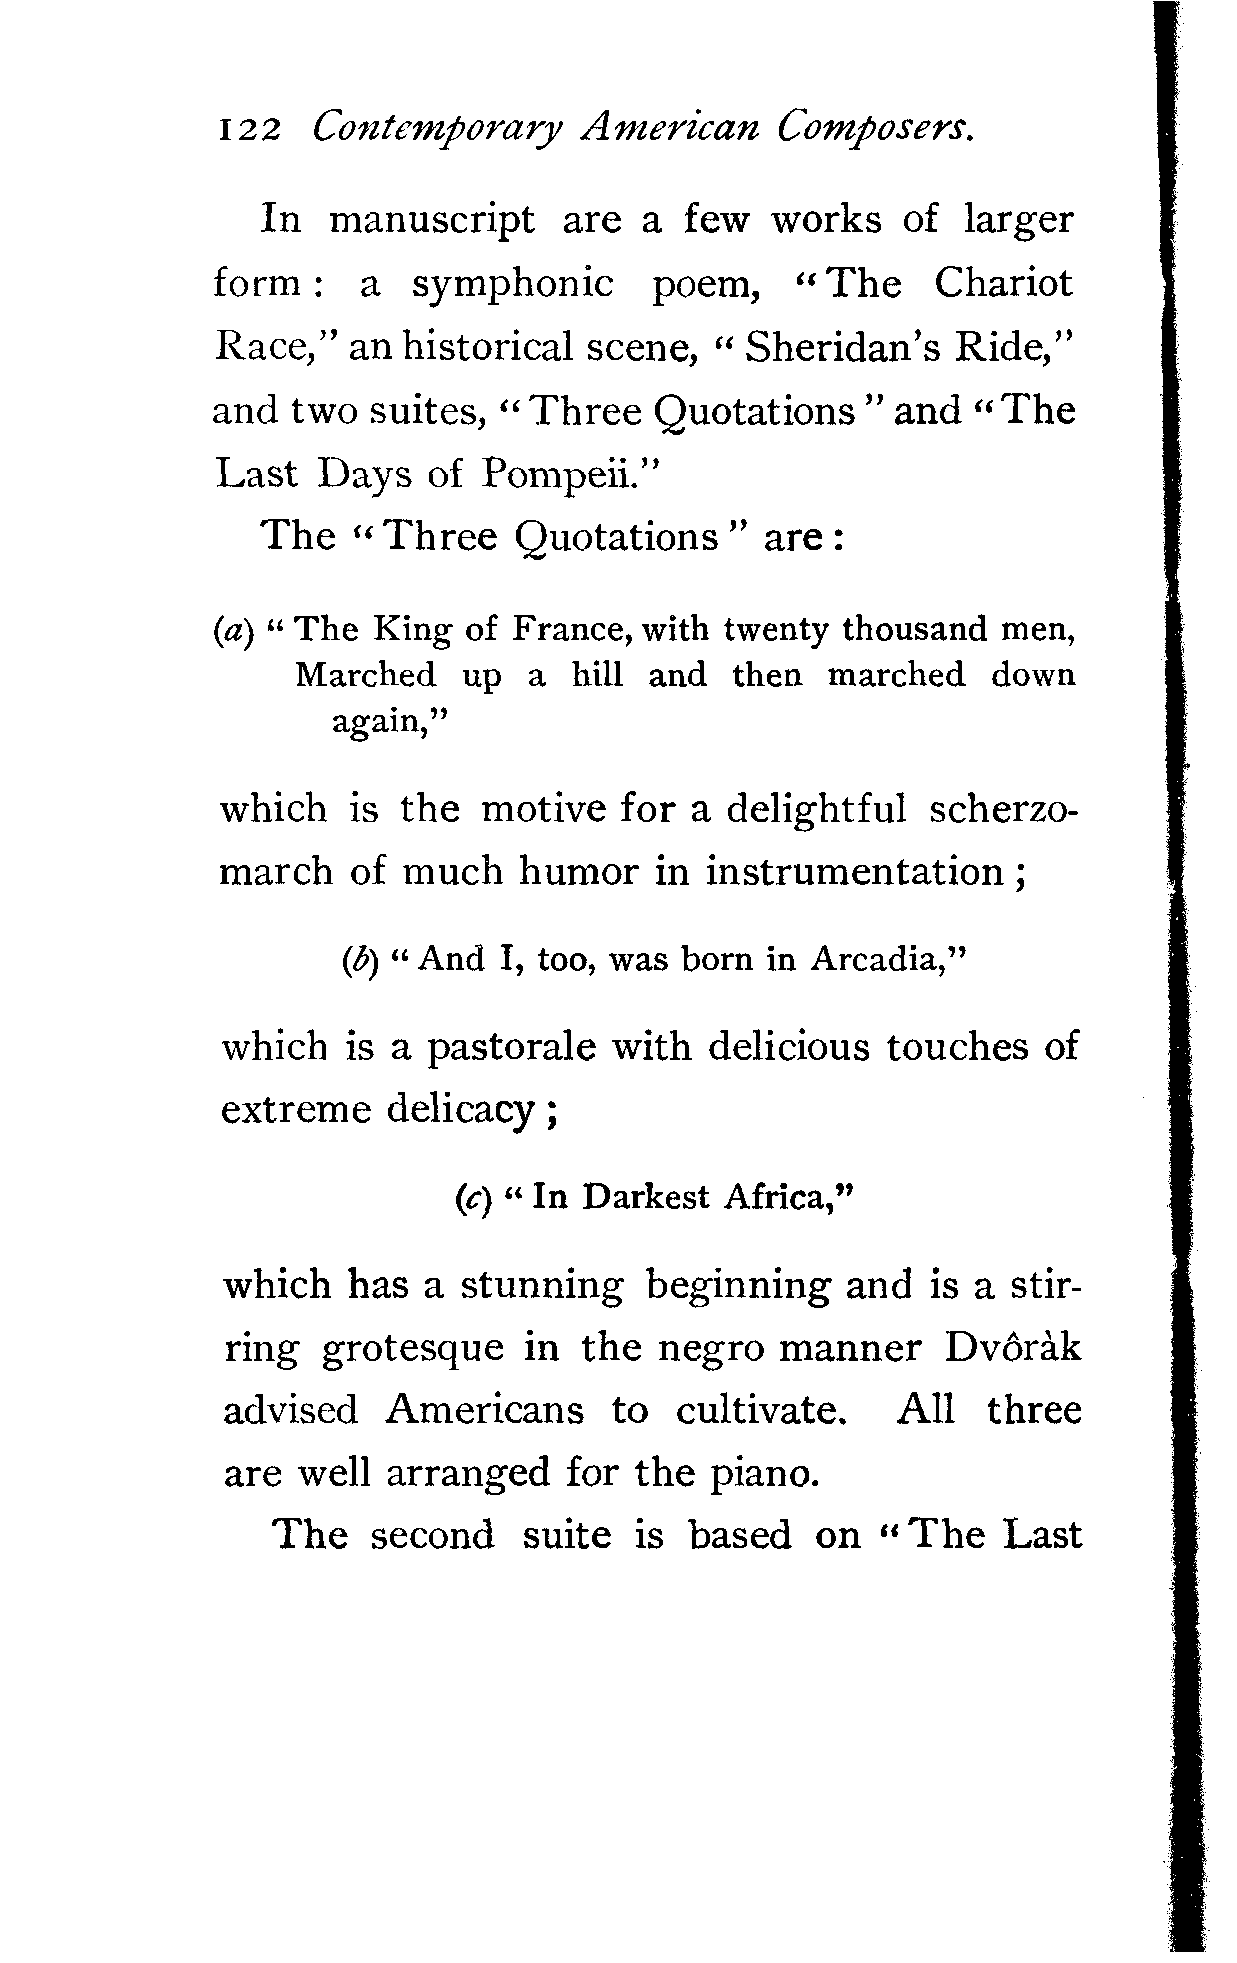 122 Contemporary American Composers.
In manuscript are a few works of larger
form : a symphonic poem, “ The Chariot
Race,” an historical scene, “ Sheridan’s Ride,”
and two suites, “ Three Quotations ” and “ The
Last Days of Pompeii.”
The “ Three Quotations ” are :
(a) “ The King of France, with twenty thousand men,
Marched up a hill and then marched down
again,”
which is the motive for a delightful scherzo-
march of much humor in instrumentation ;
(b) “ And I, too, was born in Arcadia,”
which is a pastorale with delicious touches of
extreme delicacy ;
(c) “ In Darkest Africa,”
which has a stunning beginning and is a stir-
ring grotesque in the negro manner Dvôràk
advised Americans to cultivate. All three
are well arranged for the piano.
The second suite is based on “ The Last